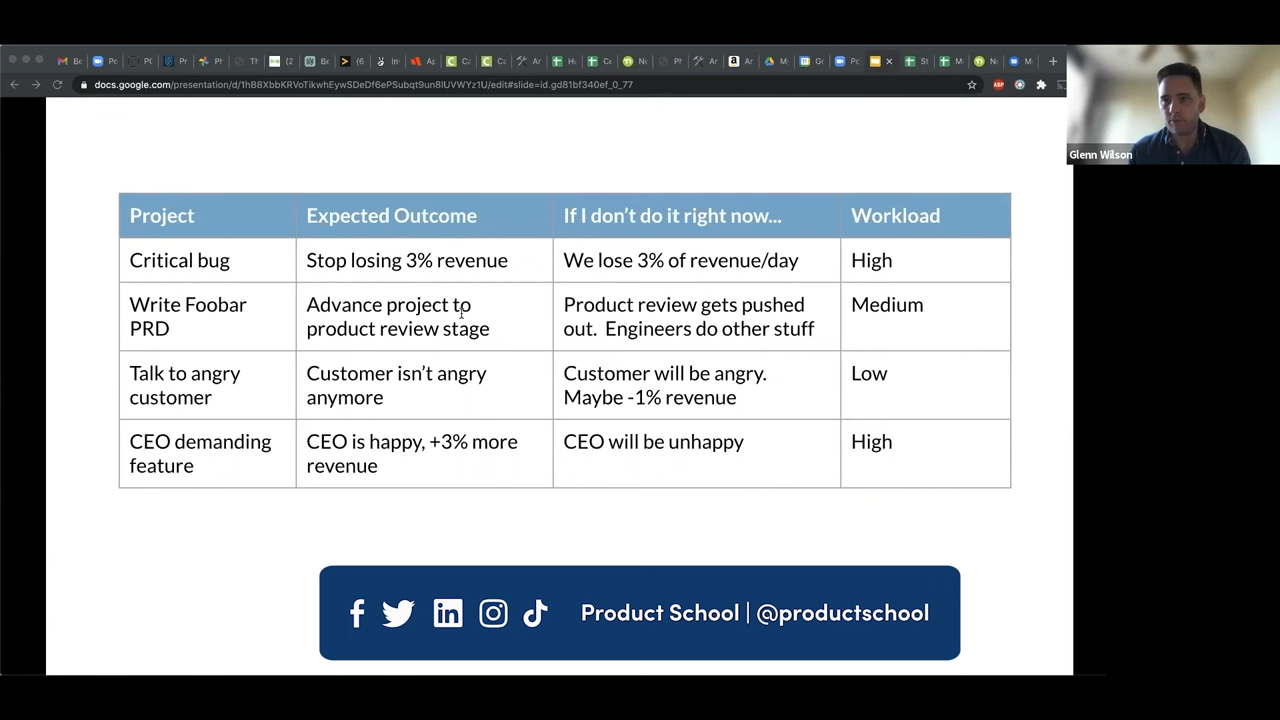 docs.google.com/presentation/d/1hB8XbbKRVoTikwhEywSDeDf6ePSubqt9un8lUVWYz1U/edit#slide=id.gd81bf340ef_0_77
Glenn Wilson
Project Expected Outcome If I don't do it right now... Workload
Critical bug Stop losing 3% revenue We lose 3% of revenue/day High
Write Foobar
PRD
Advance project to
product review stage
Product review gets pushed
out. Engineers do other stuff
Medium
Talk to angry
customer
Customer isn't angry
anymore
Customer will be angry.
Maybe -1% revenue
Low
CEO demanding
feature
CEO is happy, +3% more
revenue
CEO will be unhappy
High
Product School | @productschool